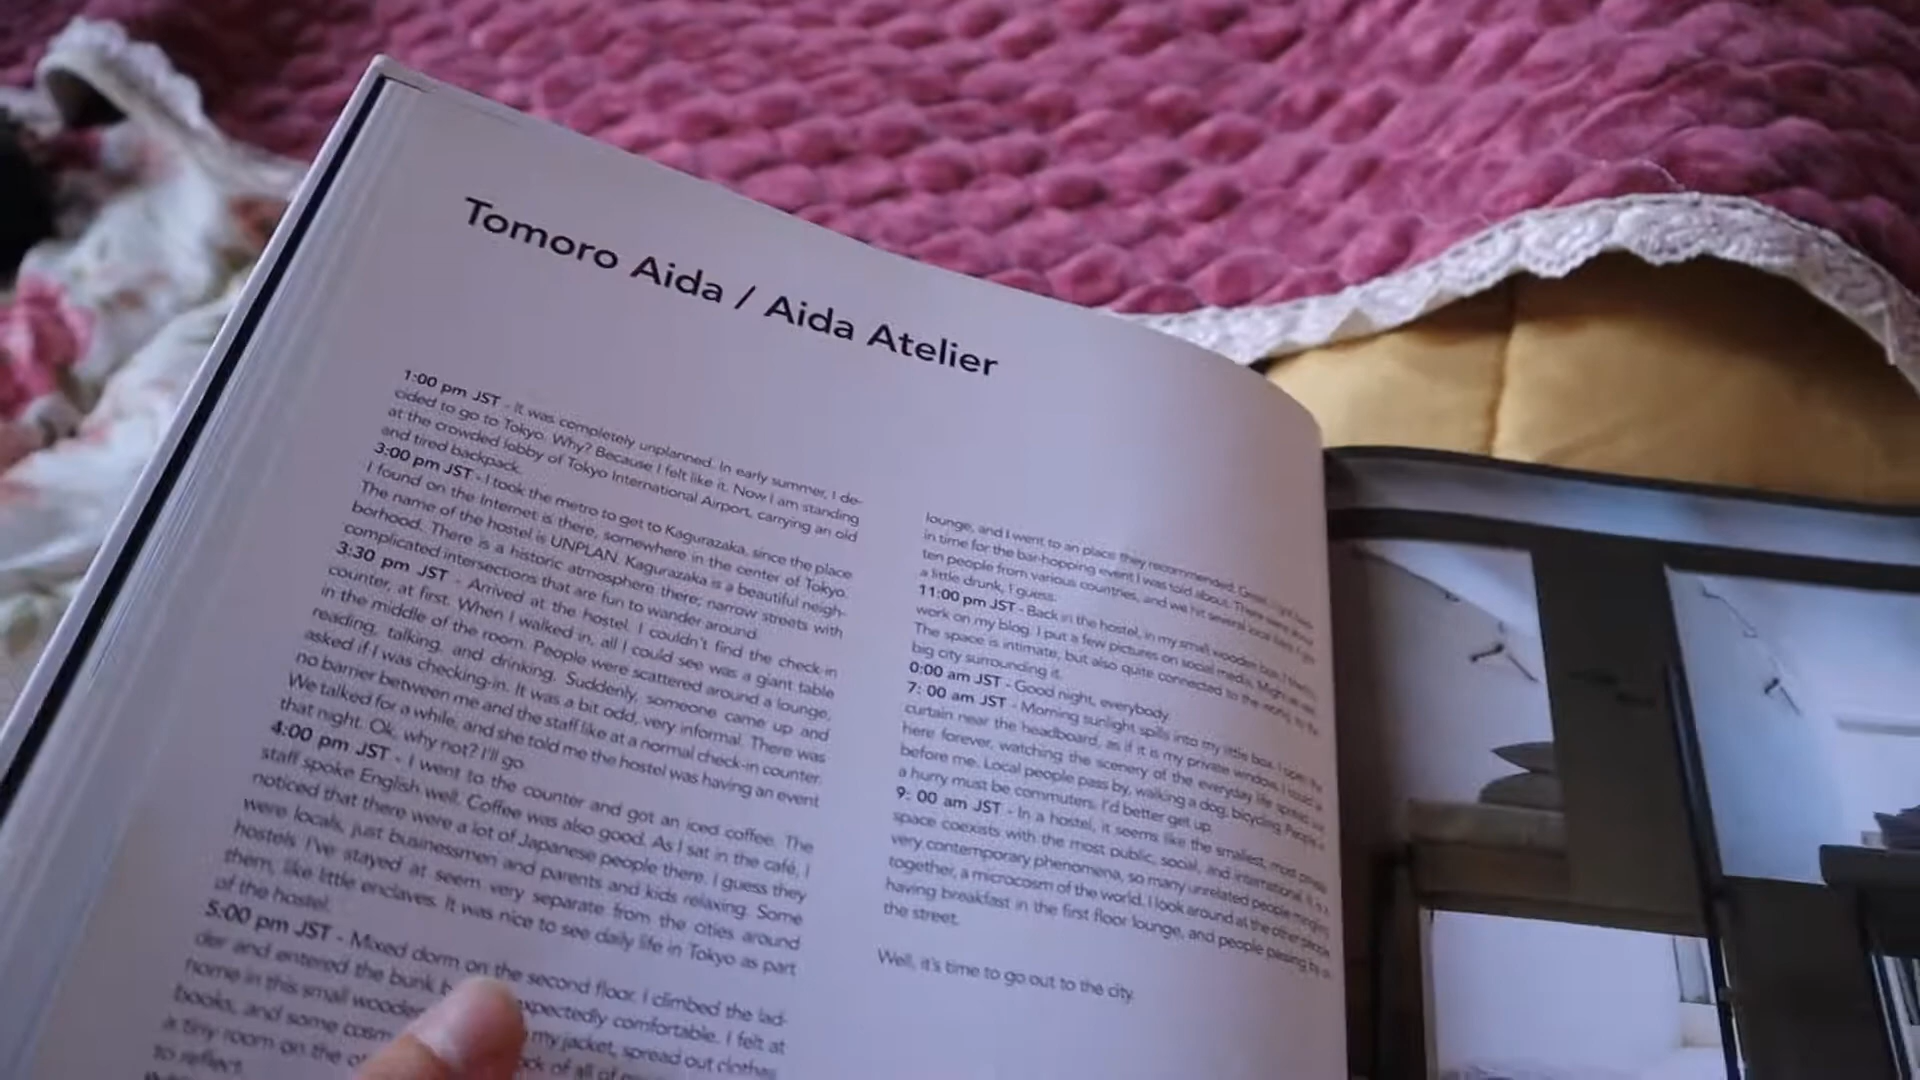 Tomoro Aida / Aida Atelier
1:00 pm JST - It was completely unplanned. In early summer, I de-
cided to go to Tokyo. Why? Because I felt like it. Now I am standing
at the crowded lobby of Tokyo International Airport, carrying an old
and tired backpack.
3:00 pm JST - I took the metro to get to Kagurazaka, since the place
I found on the Internet is there, somewhere in the center of Tokyo.
The name of the hostel is UNPLAN. Kagurazaka is a beautiful neigh-
borhood. There is a historic atmosphere there; narrow streets with
complicated intersections that are fun to wander around.
3:30 pm JST - Arrived at the hostel. I couldn't find the check-in
counter, at first. When I walked in, all I could see was a giant table
in the middle of the room. People were scattered around a lounge,
reading, talking, and drinking. Suddenly, someone came up and
asked if I was checking-in. It was a bit odd, very informal. There was
no barrier between me and the staff like at a normal check-in counter.
We talked for a while, and she told me the hostel was having an event
that night. Ok, why not? I'll go.
4:00 pm JST - I went to the counter and got an iced coffee. The
staff spoke English well. Coffee was also good. As I sat in the café, I
noticed that there were a lot of Japanese people there. I guess they
were locals, just businessmen and parents and kids relaxing. Some
hostels I've stayed at seem very separate from the cities around
them, like little enclaves. It was nice to see daily life in Tokyo as part
of the hostel.
5:00 pm JST - Mixed dorm on the second floor. I climbed the lad-
der and entered the bunk expectedly comfortable. I felt at
home in this small wooden my jacket, spread out clothes,
books, and some of all of
a tiny room on the
to reflect.
lounge, and I went to an place they recommended.
in time for the bar-hopping event I was told about. There were about
ten people from various countries, and we hit several local bars.
a little drunk, I guess.
11:00 pm JST - Back in the hostel, in my small wooden box.
work on my blog. I put a few pictures on social media.
The space is intimate, but also quite connected to the world, to the
big city surrounding it.
0:00 am JST - Good night, everybody.
7: 00 am JST - Morning sunlight spills into my little box. I open the
curtain near the headboard, as if it is my private window. I could
here forever, watching the scenery of the everyday life spread out
before me. Local people pass by, walking a dog, bicycling. People
a hurry must be commuters. I'd better get up.
9: 00 am JST - In a hostel, it seems like the smallest, most private
space coexists with the most public, social, and international. It is a
very contemporary phenomena, so many unrelated people mingling
together, a microcosm of the world. I look around at the other people
having breakfast in the first floor lounge, and people passing by
the street.
Well, it's time to go out to the city.